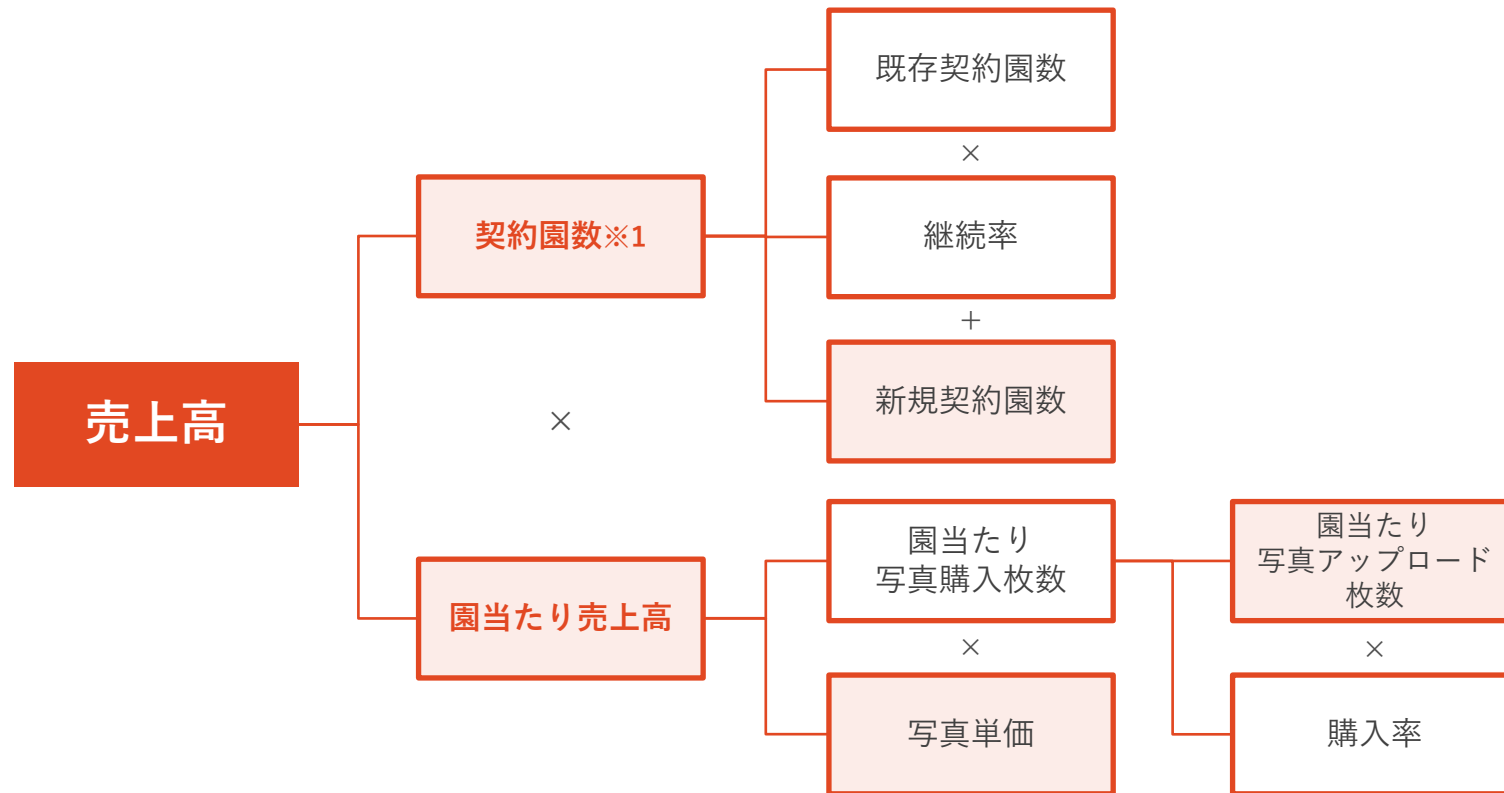 既存契約園数
×
契約園数※1
継続率
+
新規契約園数
売上高
×
園当たり
写真購入枚数
園当たり
写真アップロード
枚数
園当たり売上高
×
×
写真単価
購入率